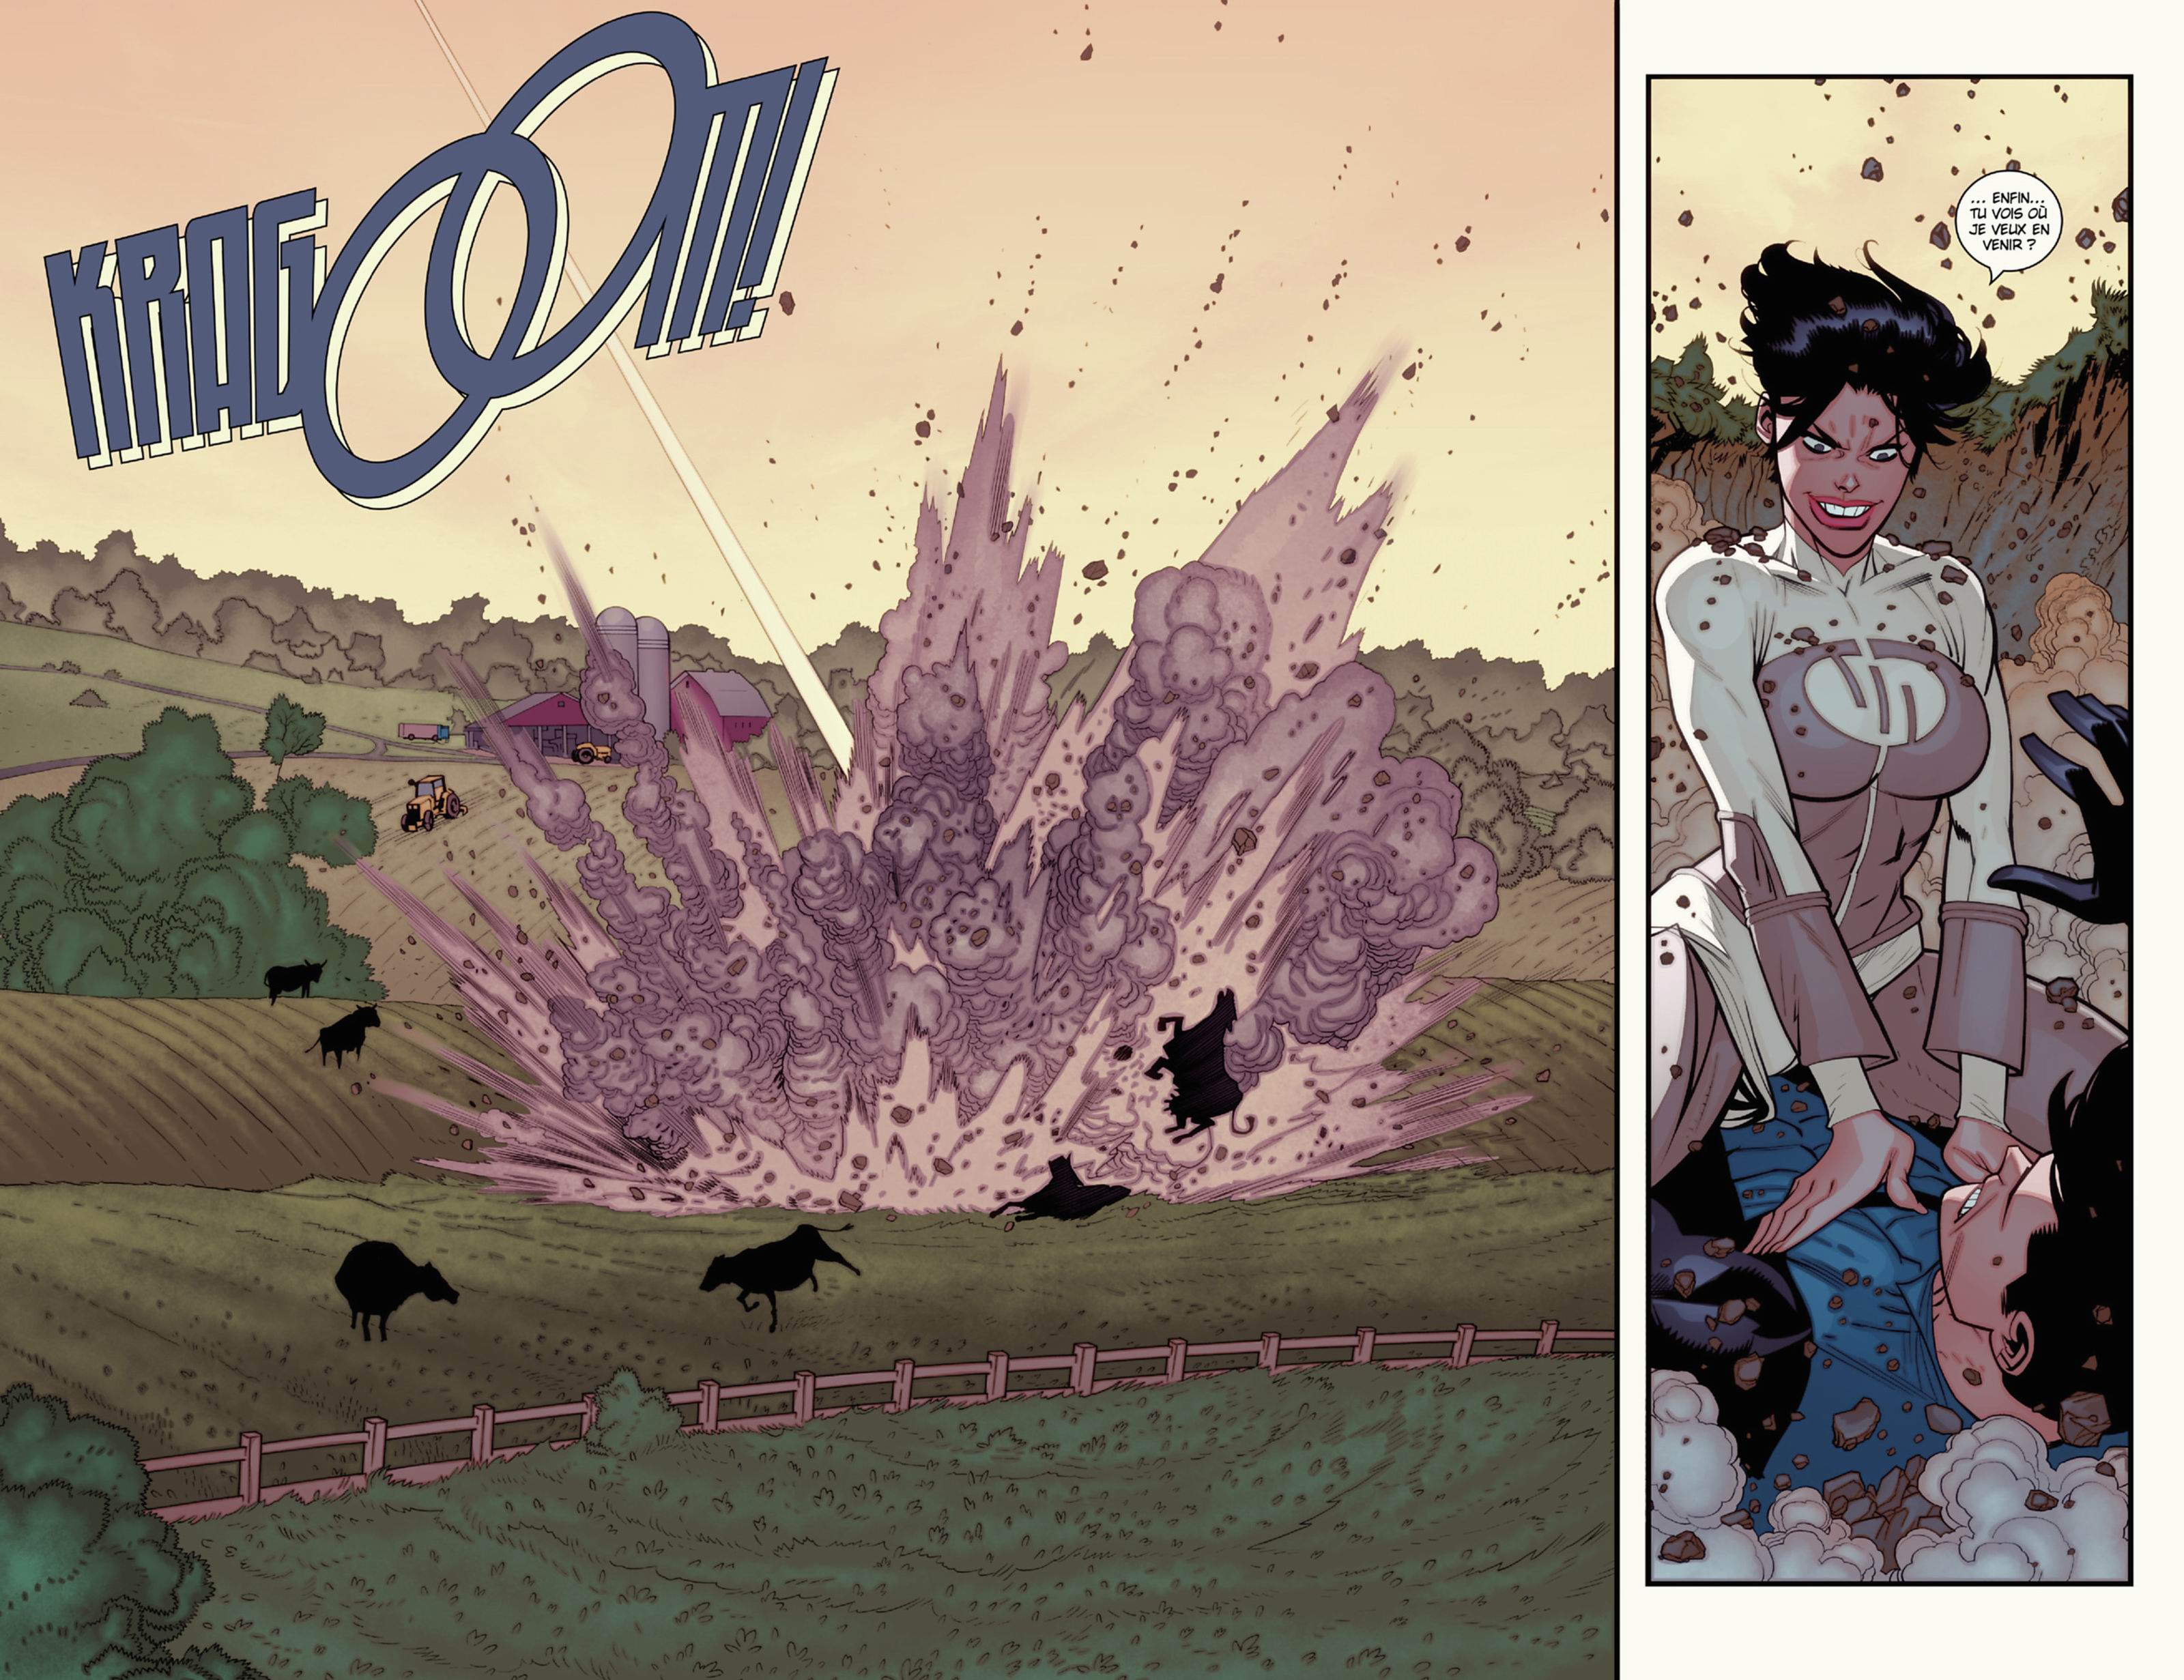 KRAGOOM!
... ENFIN...
TU VOIS OÙ
JE VEUX EN
VENIR ?